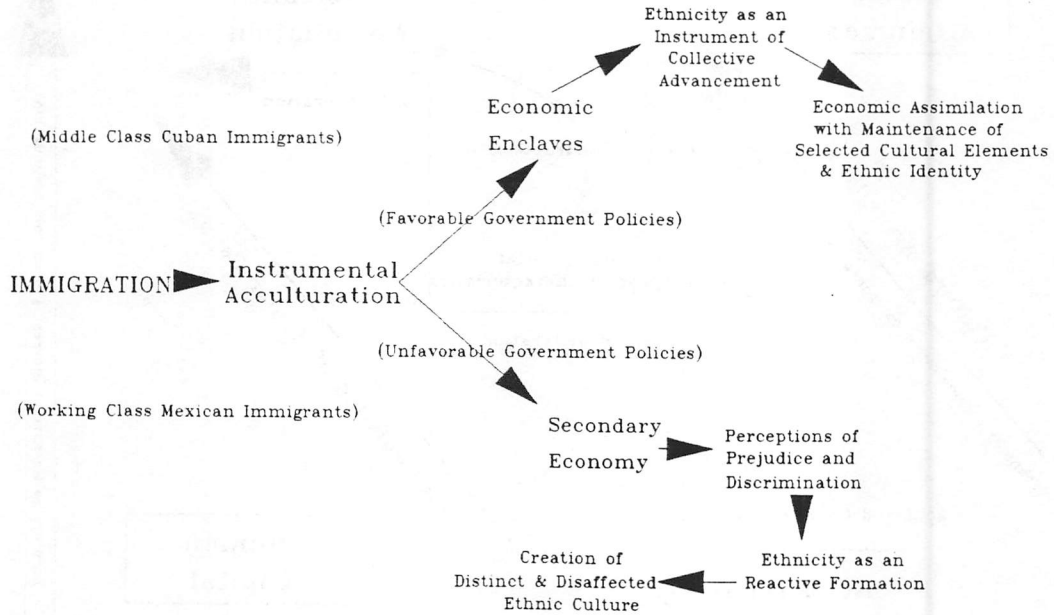 Ethnicity as an
Instrument of
Collective
Advancement
Economic
Enclaves
Economic Assimilation
with Maintenance of
Selected Cultural Elements
& Ethnic Identity
(Middle Class Cuban Immigrants)
(Favorable Government Policies)
IMMIGRATION
Instrumental
Acculturation
(Unfavorable Government Policies)
(Working Class Mexican Immigrants)
Secondary
Economy
Perceptions of
Prejudice and
Discrimination
Ethnicity as an
Reactive Formation
Creation of
Distinct & Disaffected
Ethnic Culture